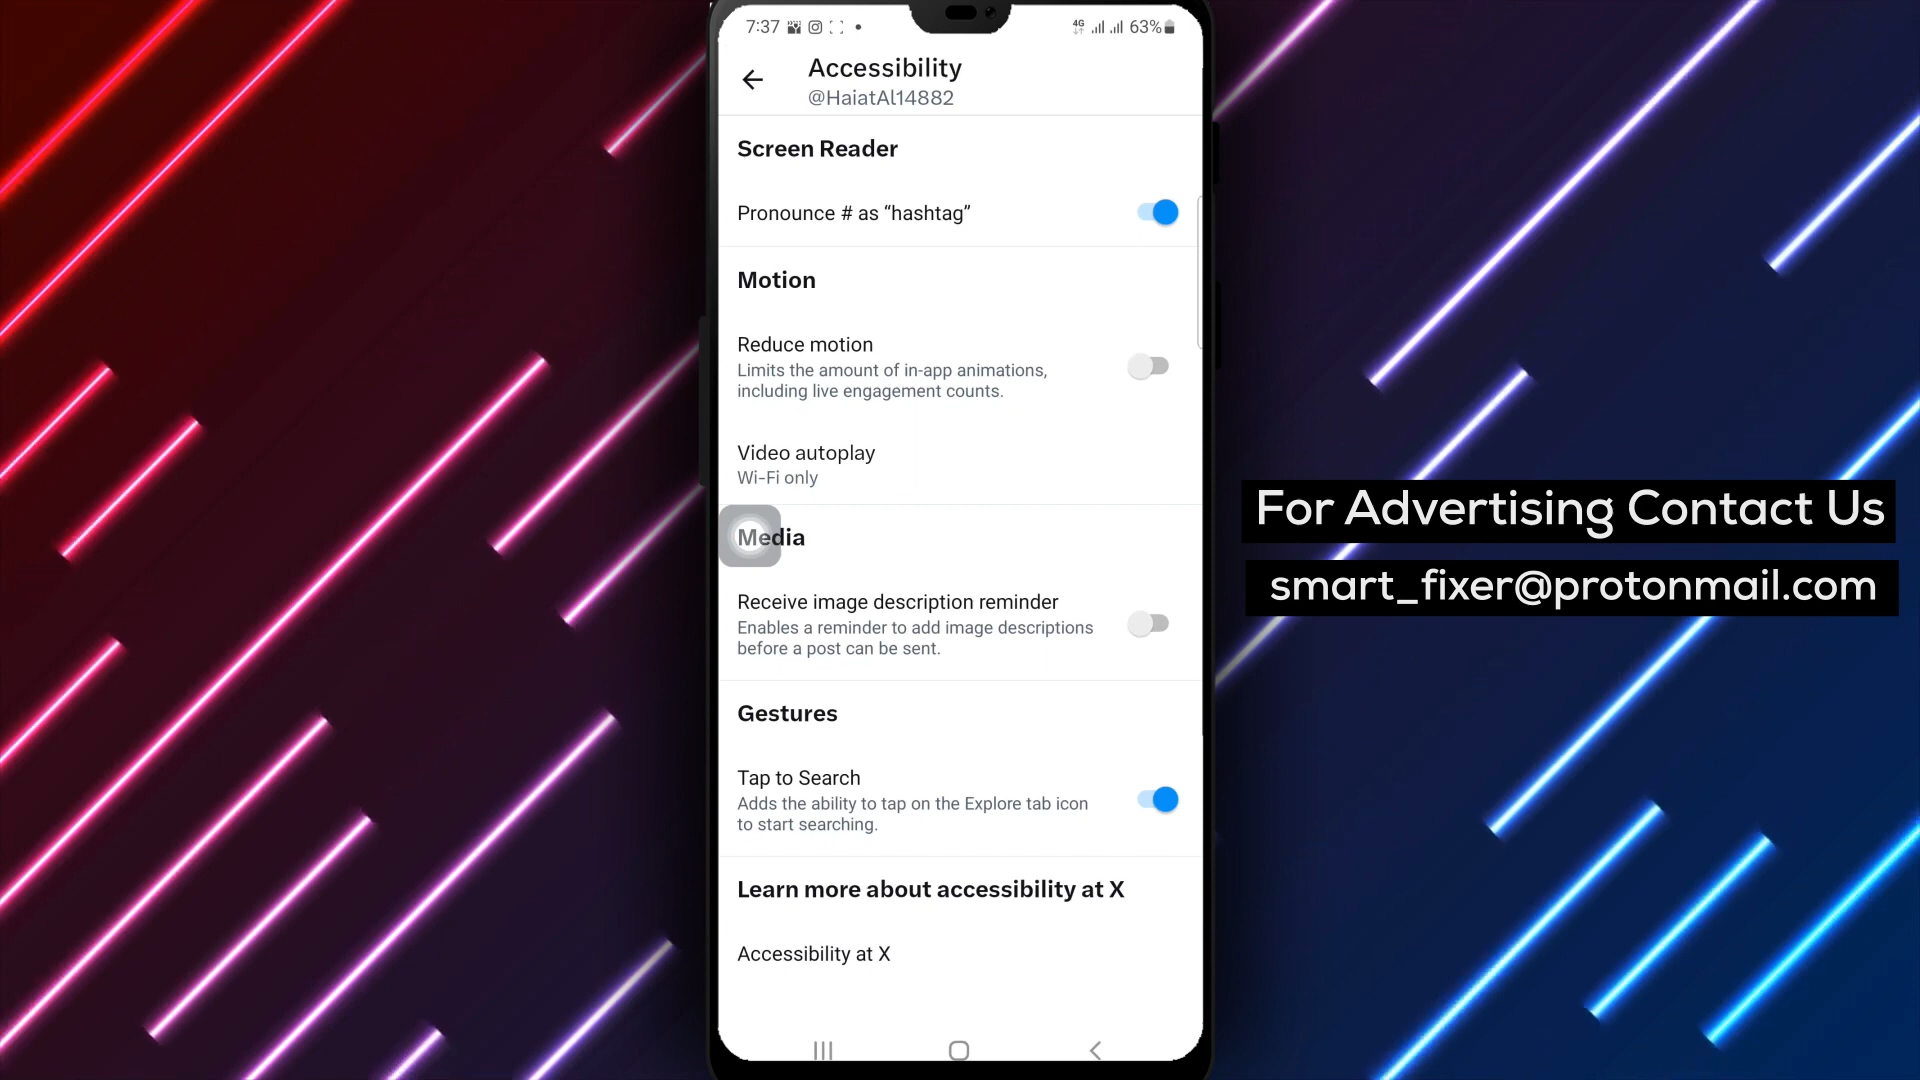 7:37
4G 63%
Accessibility
@HaiatAl14882
Screen Reader
Pronounce # as “hashtag”
Motion
Reduce motion
Limits the amount of in-app animations,
including live engagement counts.
Video autoplay
Wi-Fi only
Media
Receive image description reminder
Enables a reminder to add image descriptions
before a post can be sent.
Gestures
Tap to Search
Adds the ability to tap on the Explore tab icon
to start searching.
Learn more about accessibility at X
Accessibility at X
For Advertising Contact Us
smart_fixer@protonmail.com